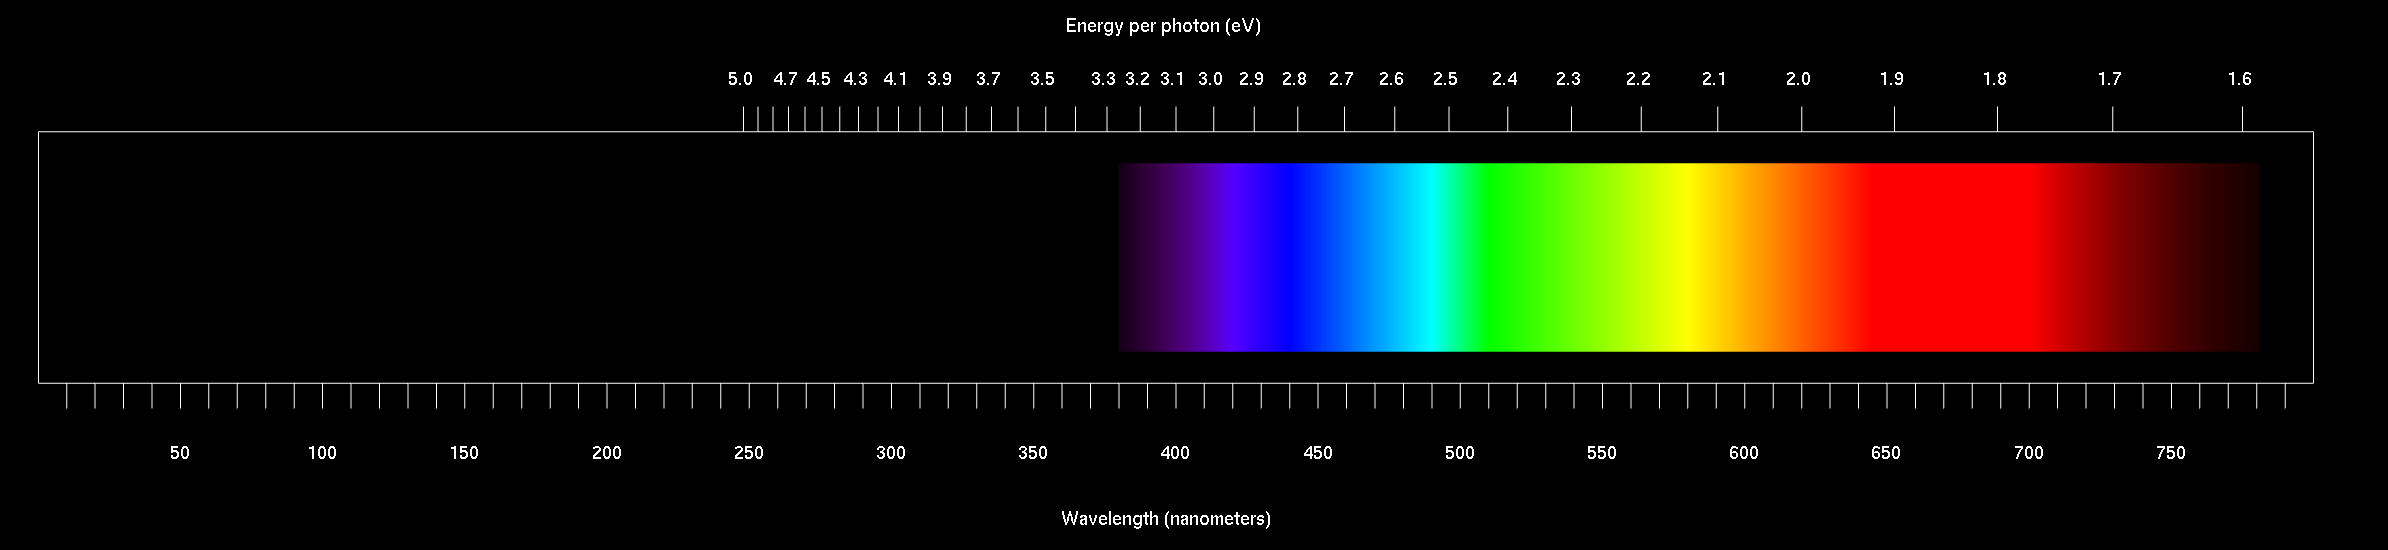 Energy per photon (eV)
5.0 4.7 4.5 4.3 4.1 3.9 3.7 3.5 3.3 3.2 3.1 3.0 2.9 2.8 2.7 2.6 2.5 2.4 2.3 2.2 2.1 2.0 1.9 1.8 1.7 1.6
50 100 150 200 250 300 350 400 450 500 550 600 650 700 750
Wavelength (nanometers)